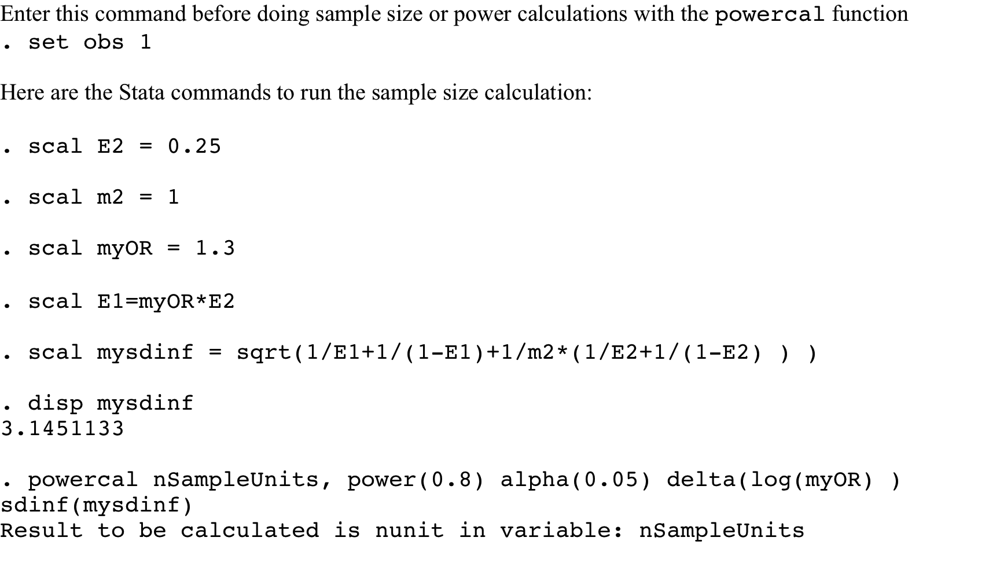 Enter this command before doing sample size or power calculations with the powercal function
. set obs 1
Here are the Stata commands to run the sample size calculation:
. scal E2 = 0.25
. scal m2 = 1
. scal myOR = 1.3
. scal E1=myOR*E2
. scal mysdinf = sqrt(1/E1+1/(1-E1)+1/m2*(1/E2+1/(1-E2) ) )
. disp mysdinf
3.1451133
. powercal nSampleUnits, power(0.8) alpha(0.05) delta(log(myOR) )
sdinf(mysdinf)
Result to be calculated is nunit in variable: nSampleUnits